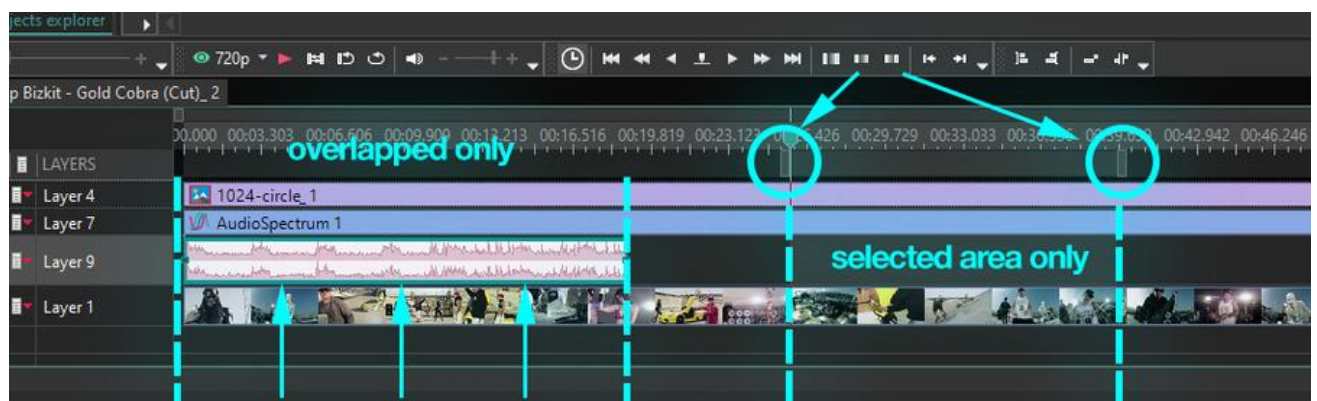 jects explorer
720p
p Bizkit - Gold Cobra (Cut)_ 2
00.000 00:03.303 00:06.606 00:09.909 00:13.213 00:16.516 00:19.819 00:23.123 426 00:29.729 00:33.033 00:42.942 00:46.246
overlapped only
LAYERS
Layer 4 1024-circle_1
Layer 7 AudioSpectrum 1
Layer 9
selected area only
Layer 1